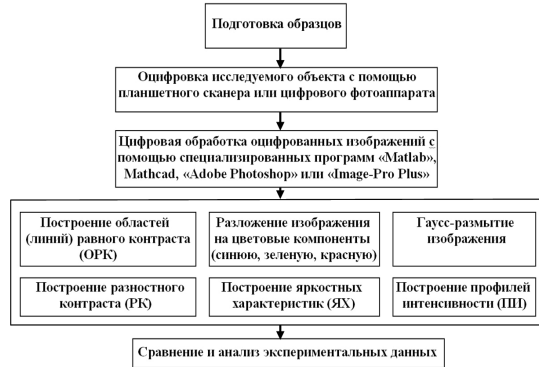 Подготовка образцов
Оцифровка исследуемого объекта с помощью
планшетного сканера или цифрового фотоаппарата
Цифровая обработка оцифрованных изображений с
помощью специализированных программ «Matlab»,
Mathcad, «Adobe Photoshop» или «Image-Pro Plus»
Построение областей
(линий) равного контраста
(ОРК)
Разложение изображения
на цветовые компоненты
(синюю, зеленую, красную)
Гаусс-размытие
изображения
Построение разностного
контраста (РК)
Построение яркостных
характеристик (ЯХ)
Построение профилей
интенсивности (ПИ)
Сравнение и анализ экспериментальных данных